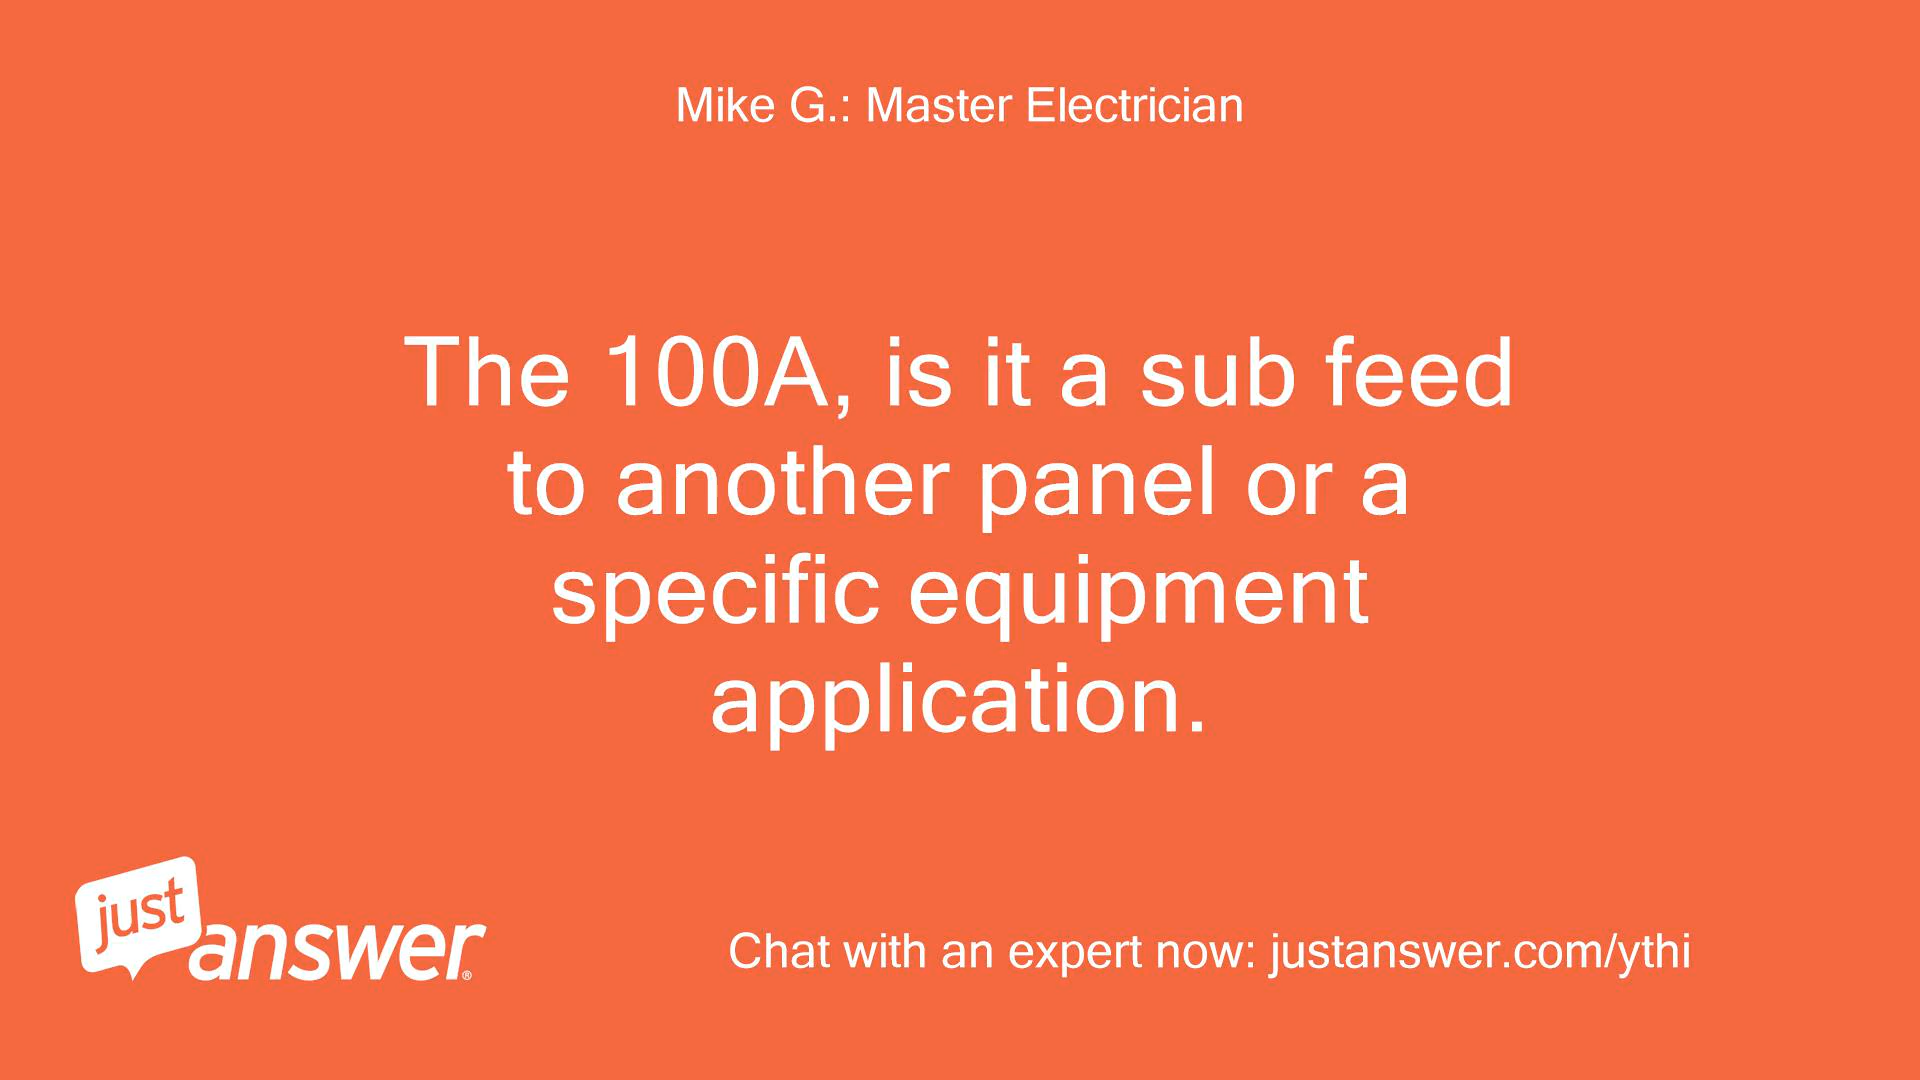 Mike G.: Master Electrician
The 100A, is it a sub feed
to another panel or a
specific equipment
application.
just
answer®
Chat with an expert now: justanswer.com/ythi